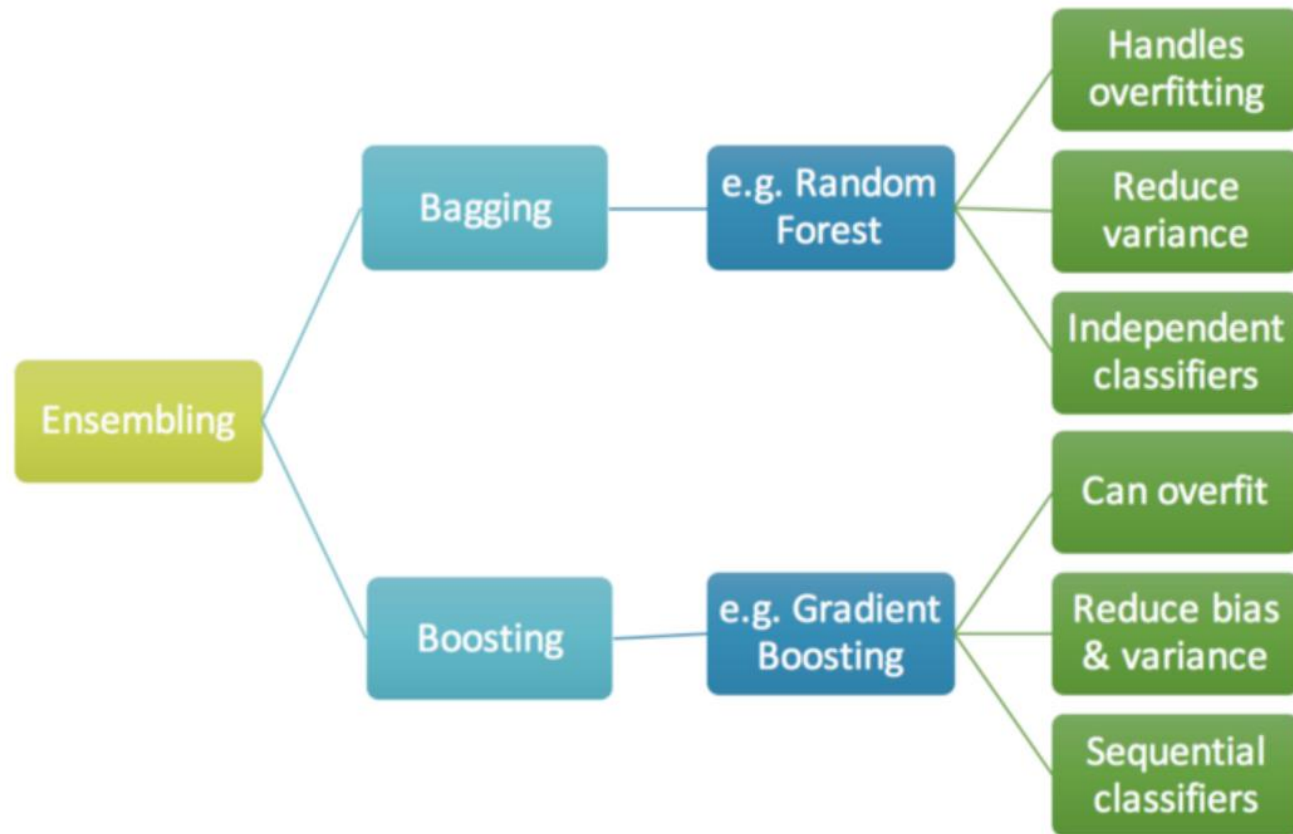 Ensembling
Bagging
e.g. Random
Forest
Handles
overfitting
Reduce
variance
Independent
classifiers
Boosting
e.g. Gradient
Boosting
Can overfit
Reduce bias
& variance
Sequential
classifiers